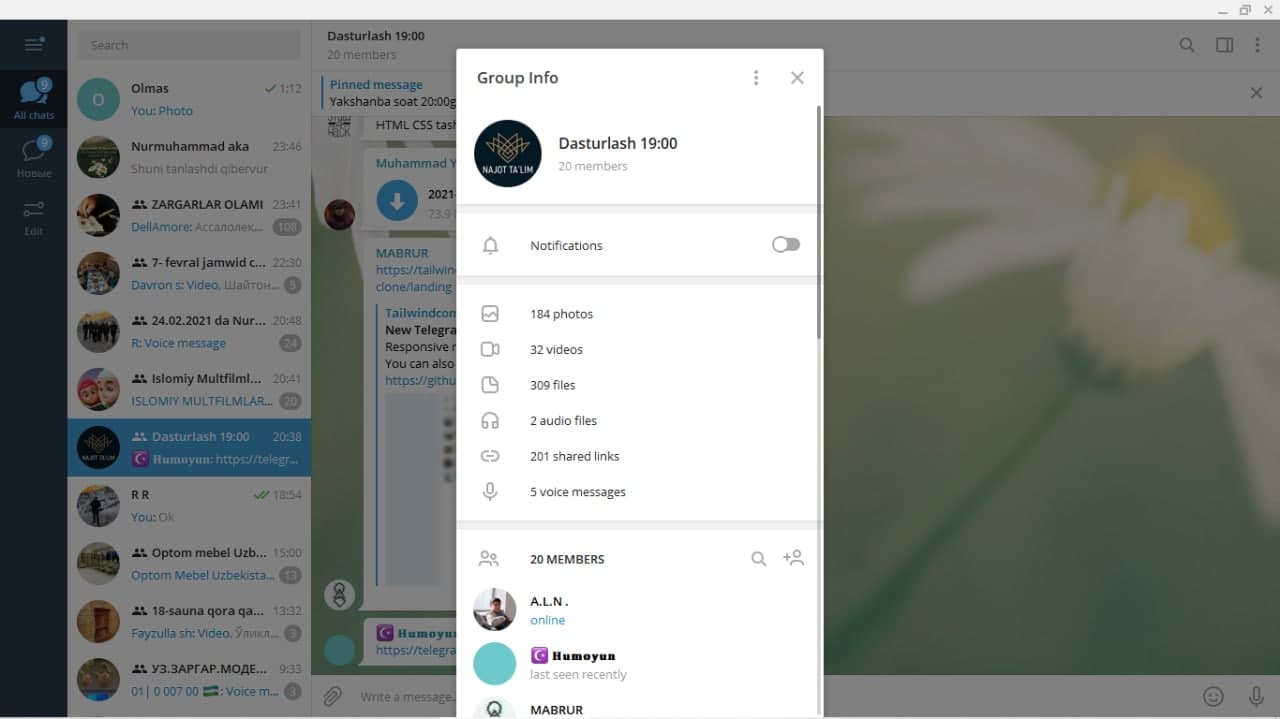 Search
9
All chats
9
Новые
Edit
O
Olmas
1:12
You: Photo
Nurmuhammad aka
23:46
Shuni tanlashdi qibervur
ZARGARLAR OLAMI
23:41
DellAmore: Ассалолек...
108
7- fevral jamwid c...
22:30
Davron s: Video, Шайтон...
5
24.02.2021 da Nur...
20:48
R: Voice message
24
Islomiy Multfilml...
20:41
ISLOMIY MULTFILMLAR...
20
NAJOT TA'LIM
Dasturlash 19:00
20:38
Humoyun: https://telegr...
R R
18:54
You: Ok
Optom mebel Uzb...
15:00
Optom Mebel Uzbekista...
13
18-sauna qora qa...
13:32
Fayzulla sh: Video, Ўликл...
3
УЗ.ЗАРГАР.МОДЕ...
9:33
01| 0 007 00 🇺🇿: Voice m...
3
Dasturlash 19:00
20 members
Pinned message
Yakshanba soat 20:00g
HACK
HTML CSS tash
Muhammad Y
2021-
73.9
MABRUR
https://tailwin
clone/landing
Tailwindcom
New Telegra
Responsive r
You can also
https://githu
Humoyun
https://telegra
Write a message...
Group Info
NAJOT TA'LIM
Dasturlash 19:00
20 members
Notifications
184 photos
32 videos
309 files
2 audio files
201 shared links
5 voice messages
20 MEMBERS
A.L.N .
online
Humoyun
last seen recently
MABRUR